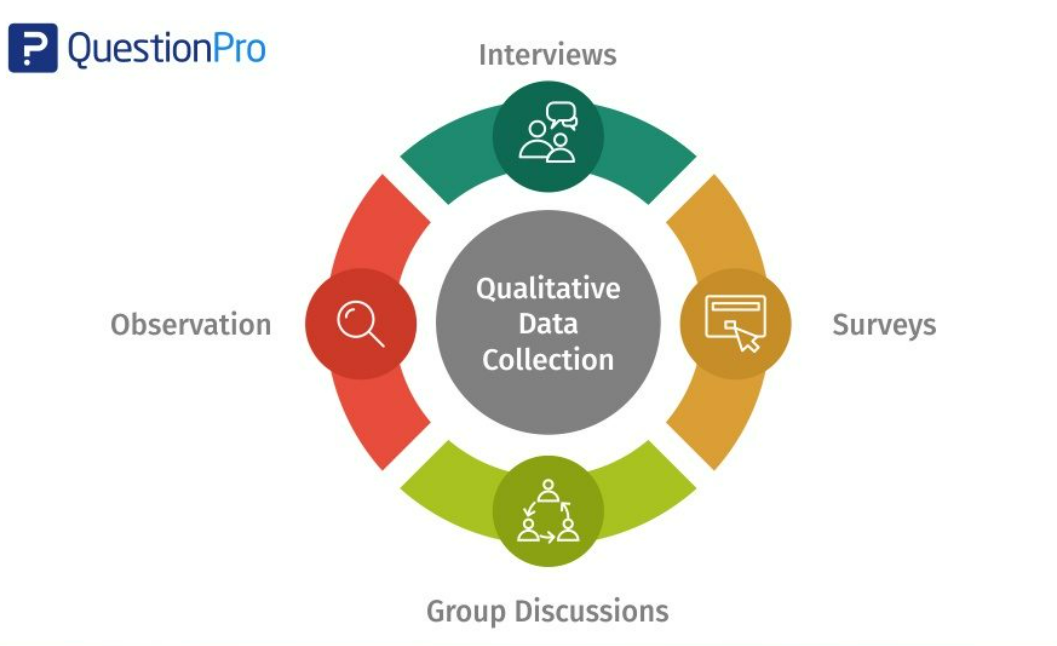 QuestionPro
Interviews
Observation
Qualitative
Data
Collection
Surveys
Group Discussions